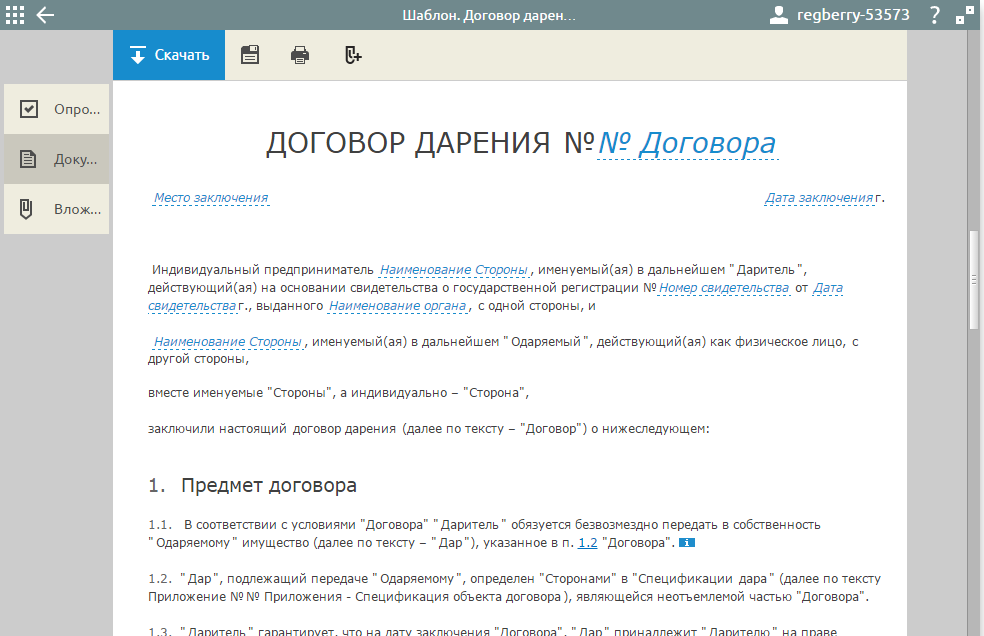 Шаблон. Договор дарен...
regberry-53573
?
Скачать
Опро...
Доку...
Влож...
ДОГОВОР ДАРЕНИЯ №№ Договора
Место заключения
Дата заключения г.
Индивидуальный предприниматель Наименование Стороны, именуемый(ая) в дальнейшем "Даритель",
действующий(ая) на основании свидетельства о государственной регистрации №Номер свидетельства от Дата
свидетельства г., выданного Наименование органа, с одной стороны, и
Наименование Стороны, именуемый(ая) в дальнейшем "Одаряемый", действующий(ая) как физическое лицо, с
другой стороны,
вместе именуемые "Стороны", а индивидуально – "Сторона",
заключили настоящий договор дарения (далее по тексту – "Договор") о нижеследующем:
1. Предмет договора
1.1. В соответствии с условиями "Договора" "Даритель" обязуется безвозмездно передать в собственность
"Одаряемому" имущество (далее по тексту – "Дар"), указанное в п. 1.2 "Договора". i
1.2. "Дар", подлежащий передаче "Одаряемому", определен "Сторонами" в "Спецификации дара" (далее по тексту
Приложение №№ Приложения - Спецификация объекта договора), являющейся неотъемлемой частью "Договора".
1.3. "Даритель" гарантирует, что на дату заключения "Договора", "Дар" принадлежит "Дарителю" на праве